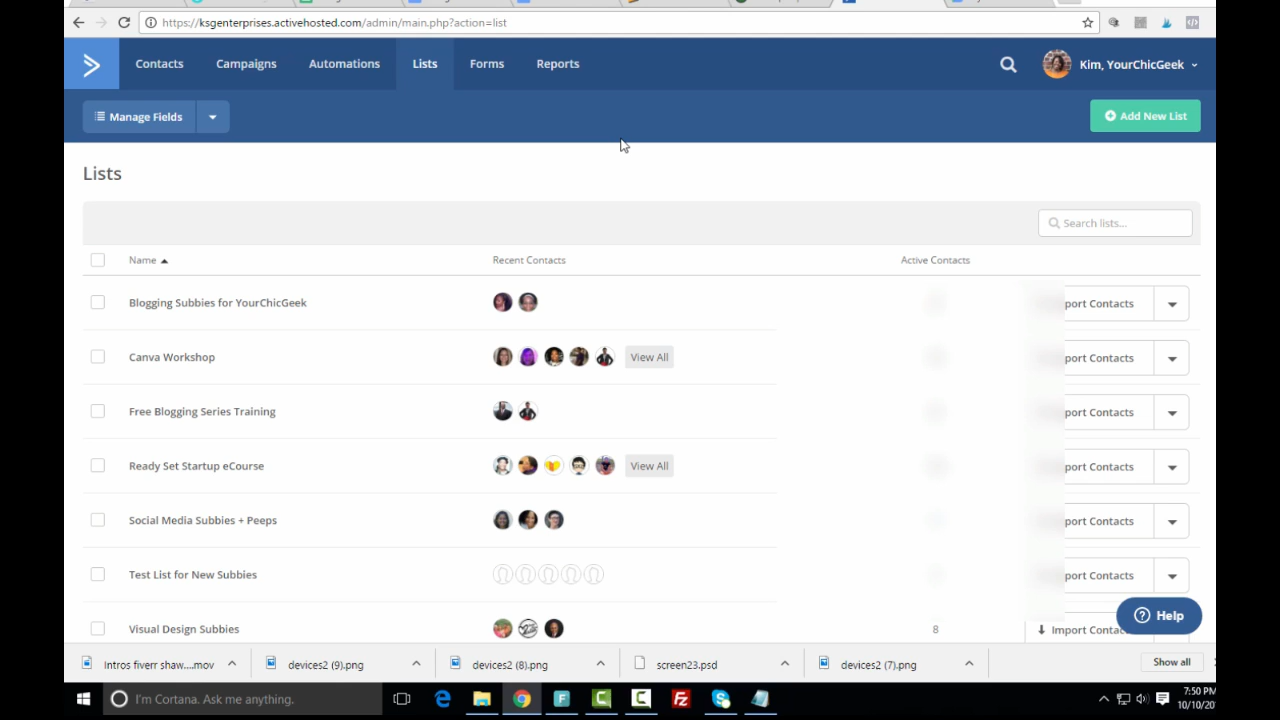 https://ksgenterprises.activehosted.com/admin/main.php?action=list
Contacts Campaigns Automations Lists Forms Reports Kim, YourChicGeek
Manage Fields Add New List
Lists
Search lists...
Name Recent Contacts Active Contacts
Blogging Subbies for YourChicGeek port Contacts
Canva Workshop View All port Contacts
Free Blogging Series Training port Contacts
Ready Set Startup eCourse View All port Contacts
Social Media Subbies + Peeps port Contacts
Test List for New Subbies port Contacts
Help
Visual Design Subbies 8 Import Contac
Intros fiverr shaw....mov devices2 (9).png devices2 (8).png screen23.psd devices2 (7).png Show all
I'm Cortana. Ask me anything. 7:50 PM
10/10/20